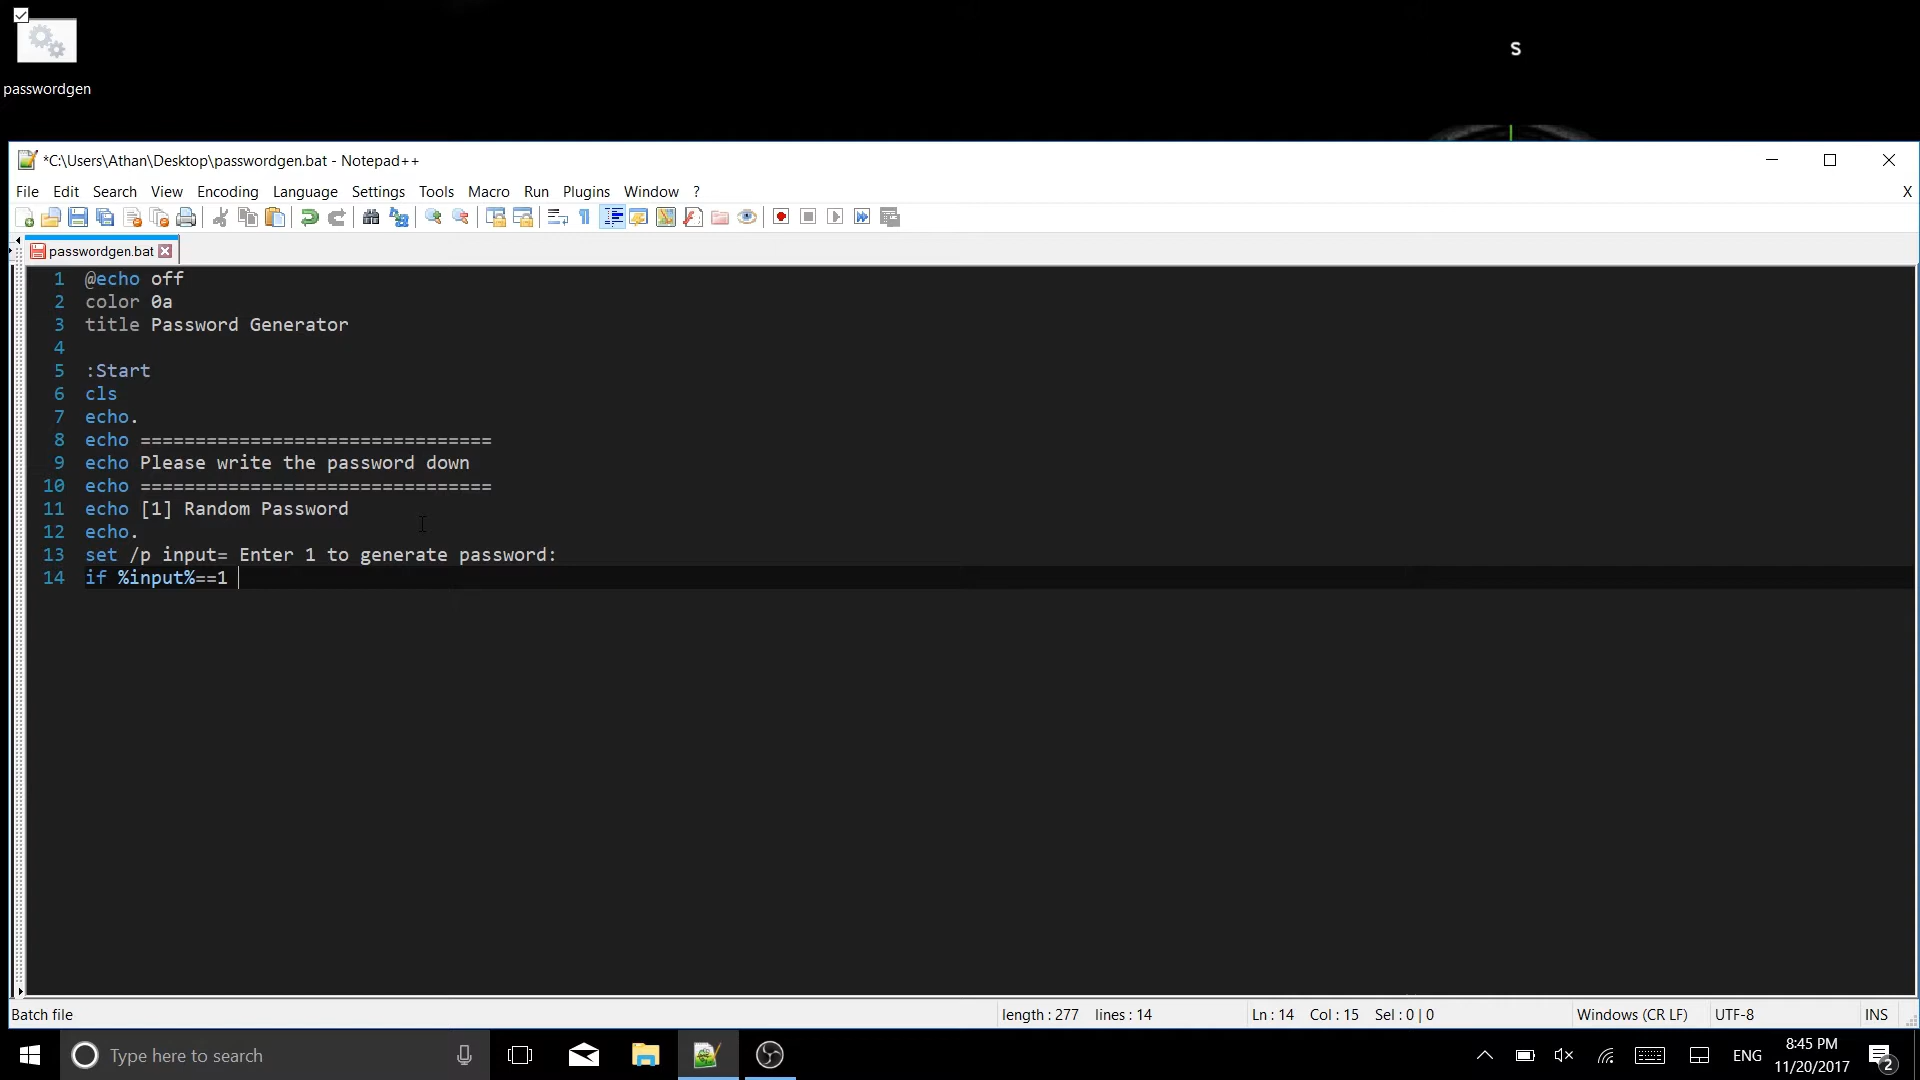 S
passwordgen
*C:\Users\Athan\Desktop\passwordgen.bat - Notepad++
File Edit Search View Encoding Language Settings Tools Macro Run Plugins Window ? X
passwordgen.bat
1 @echo off
2 color 0a
3 title Password Generator
4
5 :Start
6 cls
7 echo.
8 echo ================================
9 echo Please write the password down
10 echo ================================
11 echo [1] Random Password
12 echo.
13 set /p input= Enter 1 to generate password:
14 if %input%==1
Batch file length : 277 lines : 14 Ln : 14 Col : 15 Sel : 0 | 0 Windows (CR LF) UTF-8 INS
Type here to search ENG 8:45 PM
11/20/2017 2